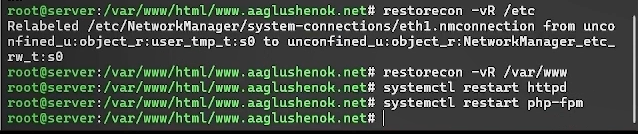 root@server:/var/www/html/www.aaglushenok.net# restorecon -vR /etc
Relabeled /etc/NetworkManager/system-connections/eth1.nmconnection from unco
nfined_u:object_r:user_tmp_t:s0 to unconfined_u:object_r:NetworkManager_etc_
rw_t:s0
root@server:/var/www/html/www.aaglushenok.net# restorecon -vR /var/www
root@server:/var/www/html/www.aaglushenok.net# systemctl restart httpd
root@server:/var/www/html/www.aaglushenok.net# systemctl restart php-fpm
root@server:/var/www/html/www.aaglushenok.net#